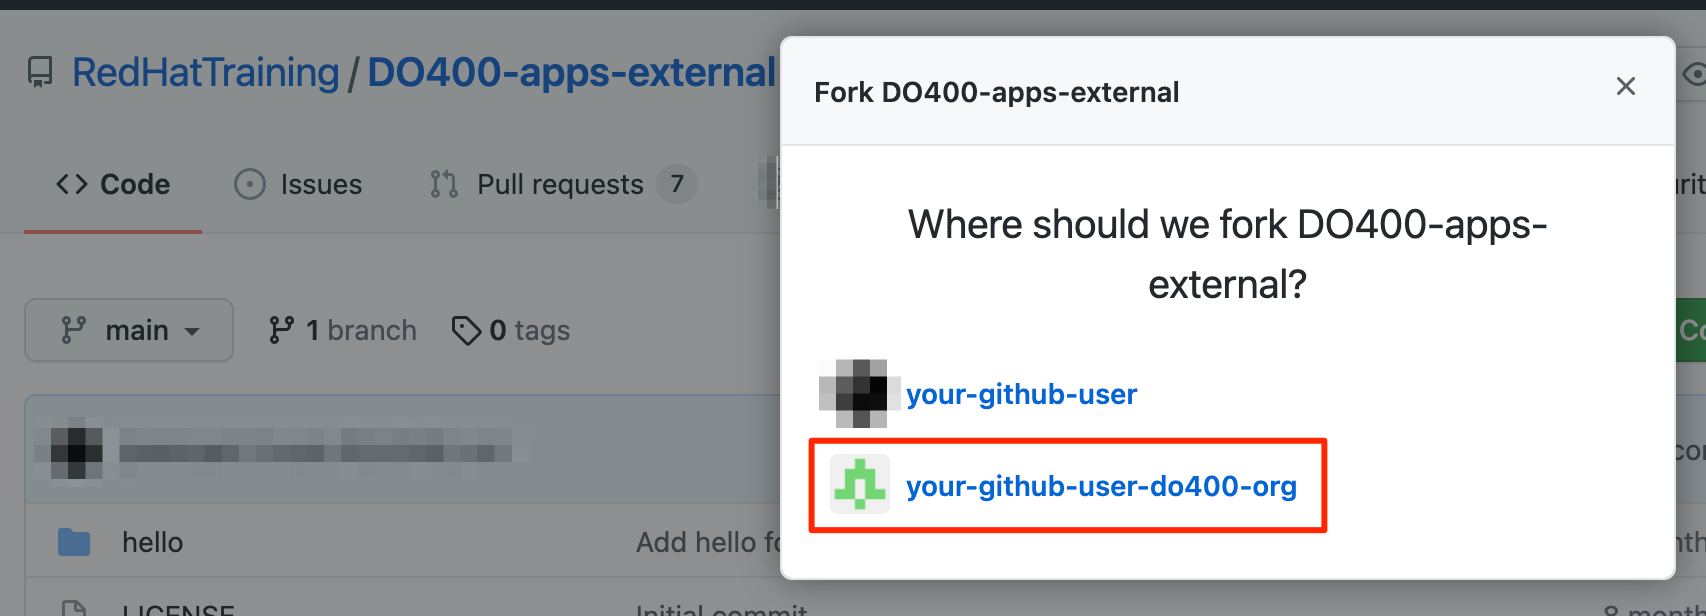 RedHatTraining / DO400-apps-external
Fork DO400-apps-external
Code
Issues
Pull requests 7
Where should we fork DO400-apps-
external?
main
1 branch
0 tags
your-github-user
your-github-user-do400-org
hello
Add hello
LICENSE
Initial commit
8